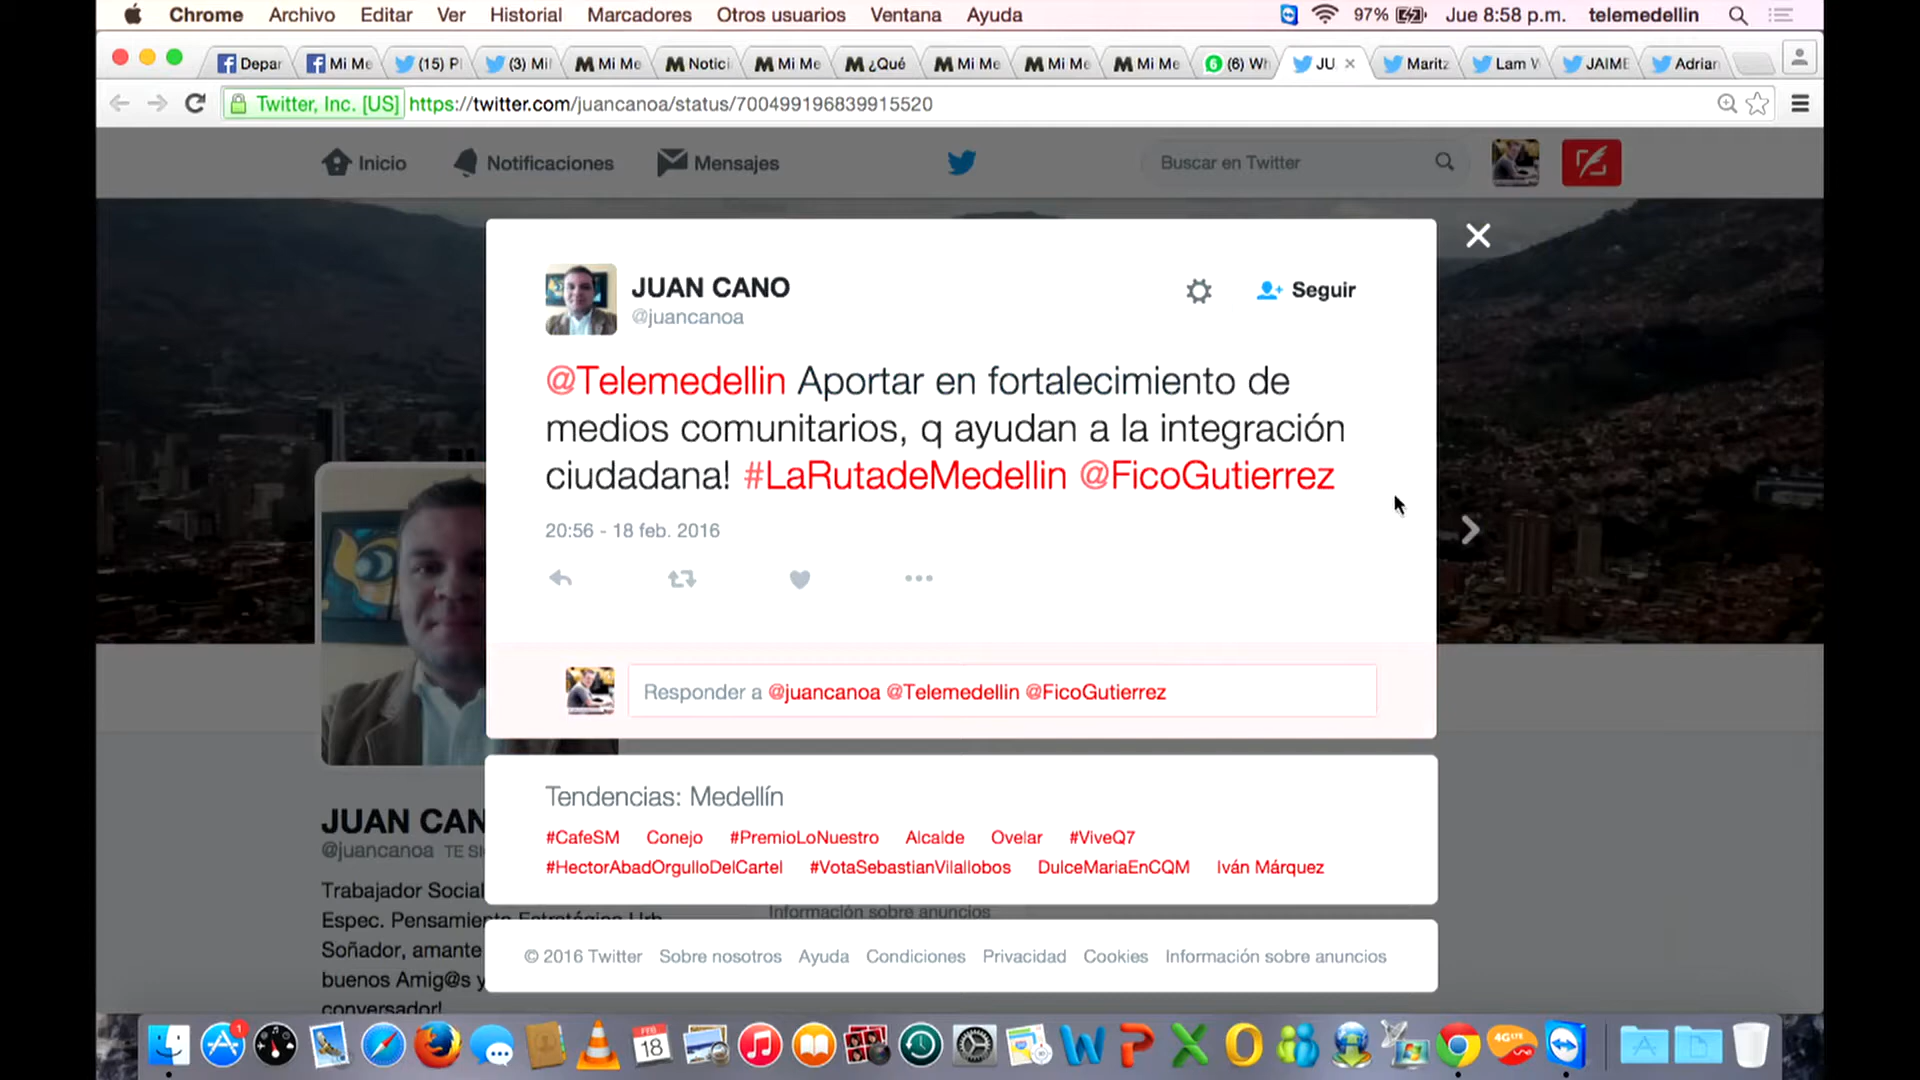 Chrome Archivo Editar Ver Historial Marcadores Otros usuarios Ventana Ayuda 97% Jue 8:58 p.m. telemedellin
Depar Mi Me (15) Mi Me Notici Mi Me ¿Qué Mi Me Mi Me Mi Me (6) Wh JU Maritz Lam JAIME Adrian
Twitter, Inc. [US] https://twitter.com/juancanoa/status/700499196839915520
Inicio Notificaciones Mensajes Buscar en Twitter
JUAN CANO
@juancanoa
Seguir
@Telemedellin Aportar en fortalecimiento de
medios comunitarios, q ayudan a la integración
ciudadana! #LaRutadeMedellin @FicoGutierrez
20:56 - 18 feb. 2016
Responder a @juancanoa @Telemedellin @FicoGutierrez
Tendencias: Medellín
#CafeSM Conejo #PremioLoNuestro Alcalde Ovelar #ViveQ7
#HectorAbadOrgulloDelCartel #VotaSebastianVilallobos DulceMariaEnCQM Iván Márquez
JUAN CAN
@juancanoa TE SI
Trabajador Social
Espec. Pensamiento Estratégico Urb
Soñador, amante
buenos Amig@s y
conversador!
Información sobre anuncios
© 2016 Twitter Sobre nosotros Ayuda Condiciones Privacidad Cookies Información sobre anuncios
1
FEB
18
4G LTE